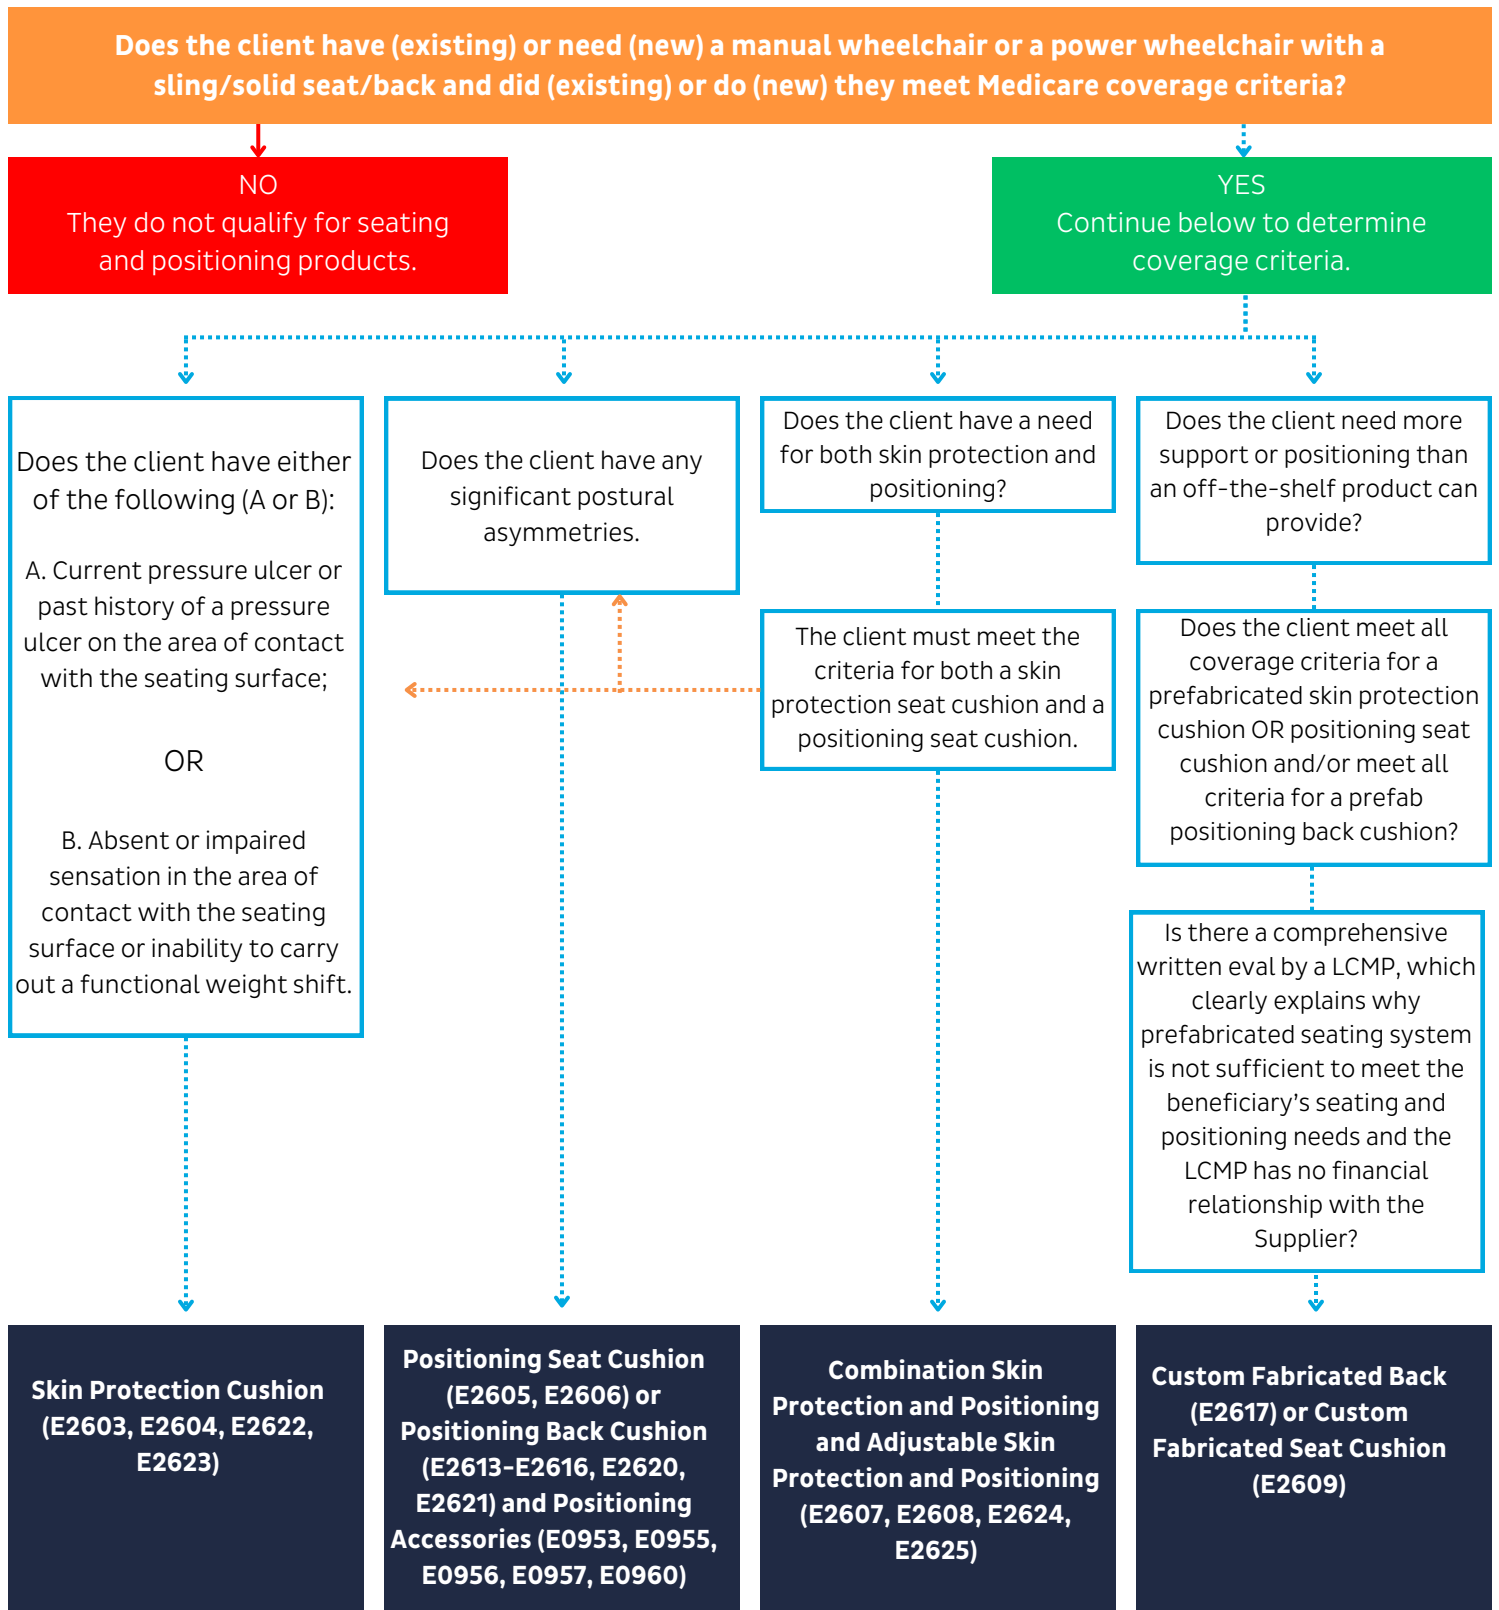 Does the client have (existing) or need (new) a manual wheelchair or a power wheelchair with a
sling/solid seat/back and did (existing) or do (new) they meet Medicare coverage criteria?
NO
They do not qualify for seating
and positioning products.
YES
Continue below to determine
coverage criteria.
Does the client have either
of the following (A or B):
A. Current pressure ulcer or
past history of a pressure
ulcer on the area of contact
with the seating surface;
OR
B. Absent or impaired
sensation in the area of
contact with the seating
surface or inability to carry
out a functional weight shift.
Does the client have any
significant postural
asymmetries.
Does the client have a need
for both skin protection and
positioning?
The client must meet the
criteria for both a skin
protection seat cushion and a
positioning seat cushion.
Does the client need more
support or positioning than
an off-the-shelf product can
provide?
Does the client meet all
coverage criteria for a
prefabricated skin protection
cushion OR positioning seat
cushion and/or meet all
criteria for a prefab
positioning back cushion?
Is there a comprehensive
written eval by a LCMP, which
clearly explains why
prefabricated seating system
is not sufficient to meet the
beneficiary’s seating and
positioning needs and the
LCMP has no financial
relationship with the
Supplier?
Skin Protection Cushion
(E2603, E2604, E2622,
E2623)
Positioning Seat Cushion
(E2605, E2606) or
Positioning Back Cushion
(E2613-E2616, E2620,
E2621) and Positioning
Accessories (E0953, E0955,
E0956, E0957, E0960)
Combination Skin
Protection and Positioning
and Adjustable Skin
Protection and Positioning
(E2607, E2608, E2624,
E2625)
Custom Fabricated Back
(E2617) or Custom
Fabricated Seat Cushion
(E2609)